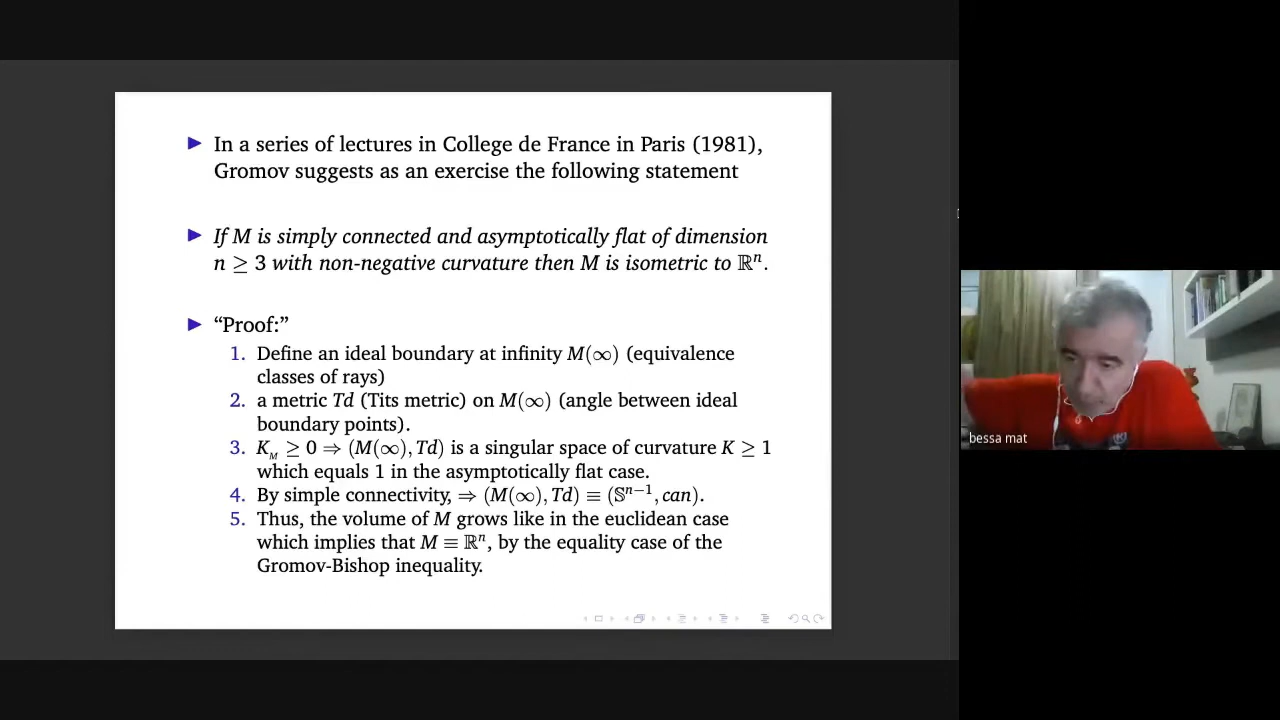 In a series of lectures in College de France in Paris (1981),
Gromov suggests as an exercise the following statement
If M is simply connected and asymptotically flat of dimension
n ≥ 3 with non-negative curvature then M is isometric to ℝⁿ.
“Proof:”
1. Define an ideal boundary at infinity M(∞) (equivalence
classes of rays)
2. a metric Td (Tits metric) on M(∞) (angle between ideal
boundary points).
3. K_M ≥ 0 ⇒ (M(∞), Td) is a singular space of curvature K ≥ 1
which equals 1 in the asymptotically flat case.
4. By simple connectivity, ⇒ (M(∞), Td) ≡ (𝕊ⁿ⁻¹, can).
5. Thus, the volume of M grows like in the euclidean case
which implies that M ≡ ℝⁿ, by the equality case of the
Gromov-Bishop inequality.
bessa mat